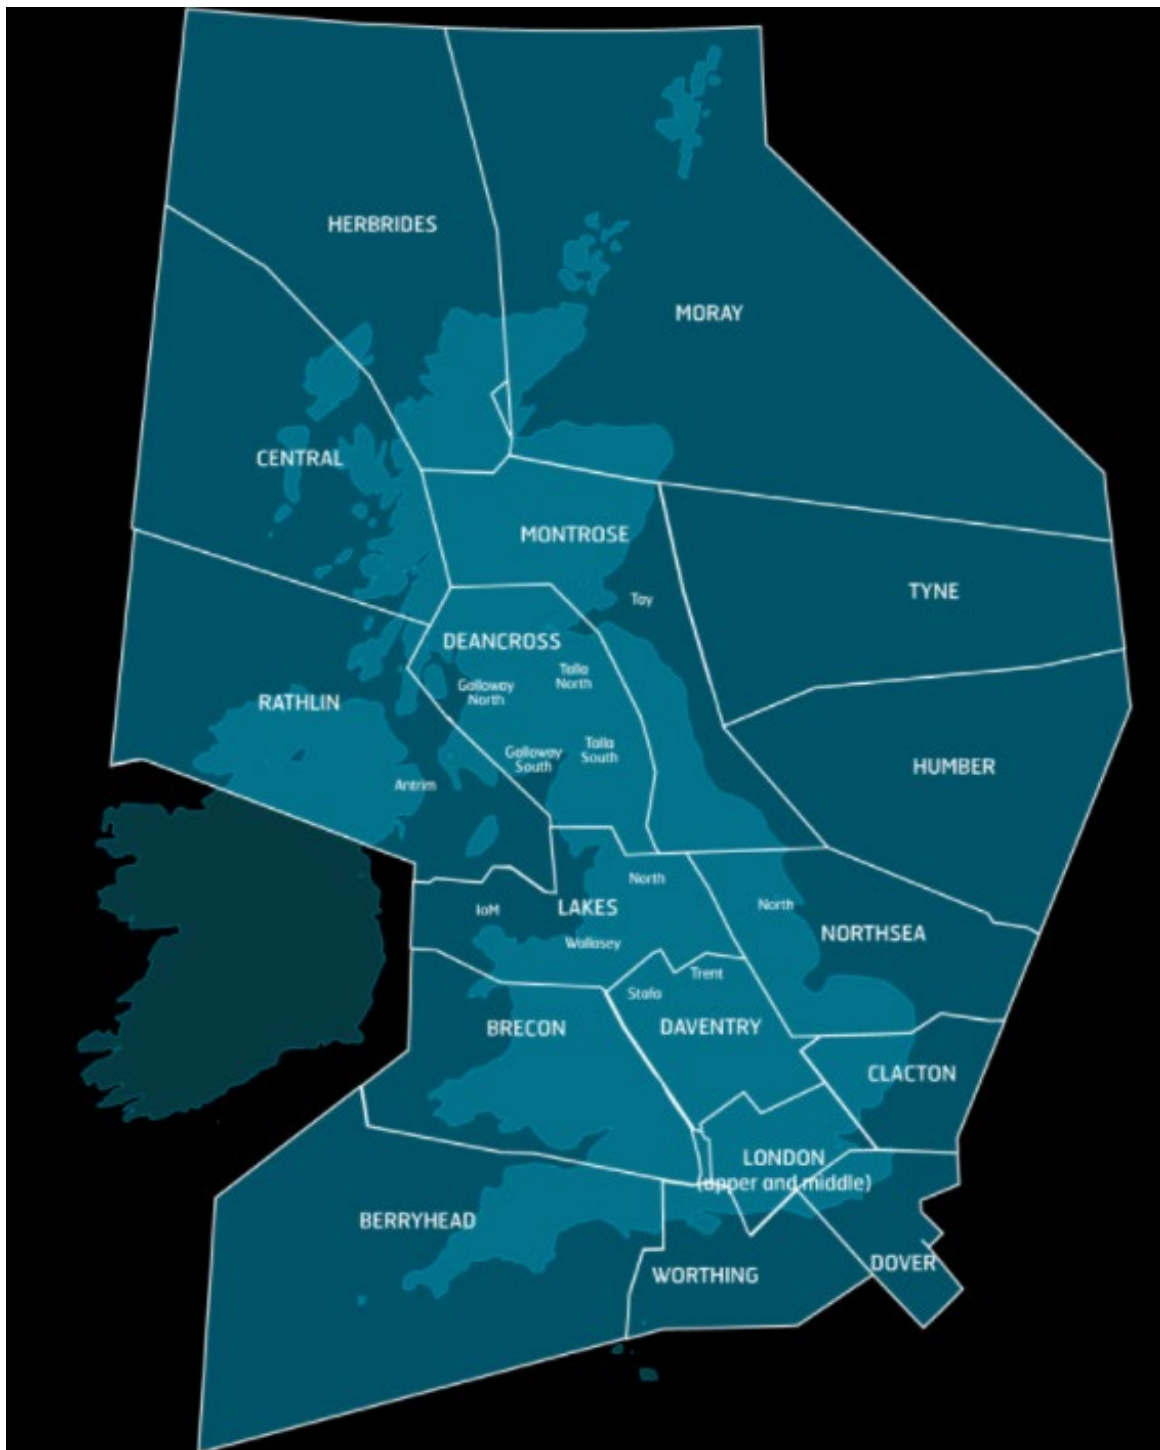 HERBRIDES
MORAY
CENTRAL
MONTROSE
TYNE
Tay
DEANCROSS
Talla
North
Galloway
North
RATHLIN
Talla
South
Galloway
South
HUMBER
Antrim
North
North
IoM
LAKES
NORTHSEA
Wallasey
Trent
Stafa
BRECON
DAVENTRY
CLACTON
LONDON
(upper and middle)
BERRYHEAD
DOVER
WORTHING